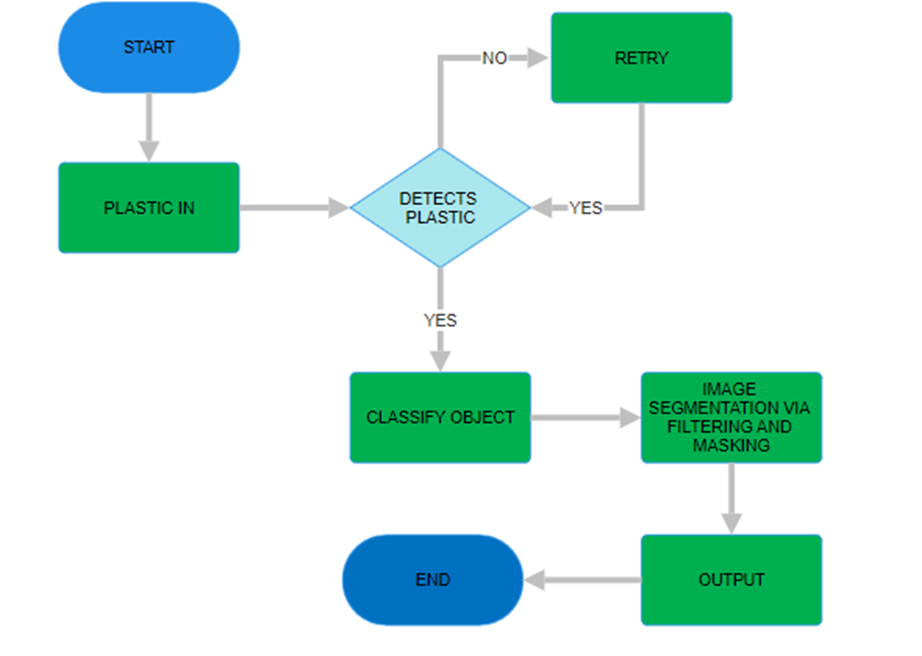 START
NO
RETRY
PLASTIC IN
DETECTS
PLASTIC
YES
YES
CLASSIFY OBJECT
IMAGE
SEGMENTATION VIA
FILTERING AND
MASKING
END
OUTPUT